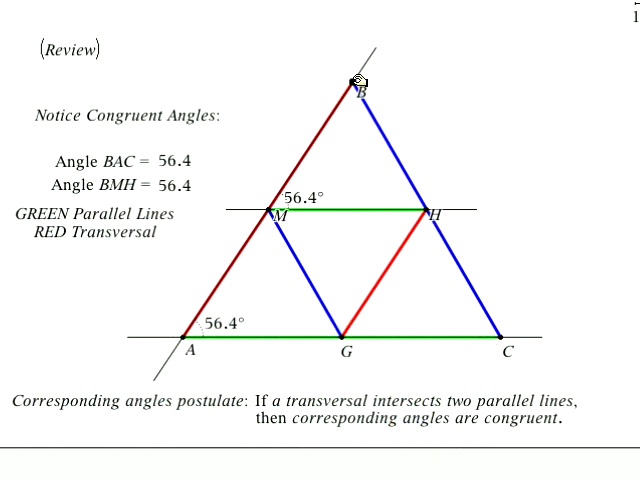 1
(Review)
B
Notice Congruent Angles:
Angle BAC = 56.4
Angle BMH = 56.4
56.4°
GREEN Parallel Lines
M
H
RED Transversal
56.4°
A
G
C
Corresponding angles postulate: If a transversal intersects two parallel lines,
then corresponding angles are congruent.